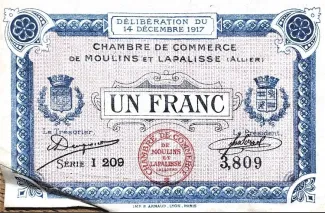 DÉLIBÉRATION DU
14 DÉCEMBRE 1917
CHAMBRE DE COMMERCE
DE MOULINS ET LAPALISSE (ALLIER)
UN FRANC
Le Trésorier
Le Président
SÉRIE I 209
CHAMBRE DE COMMERCE
DE MOULINS
ET LAPALISSE
3,809